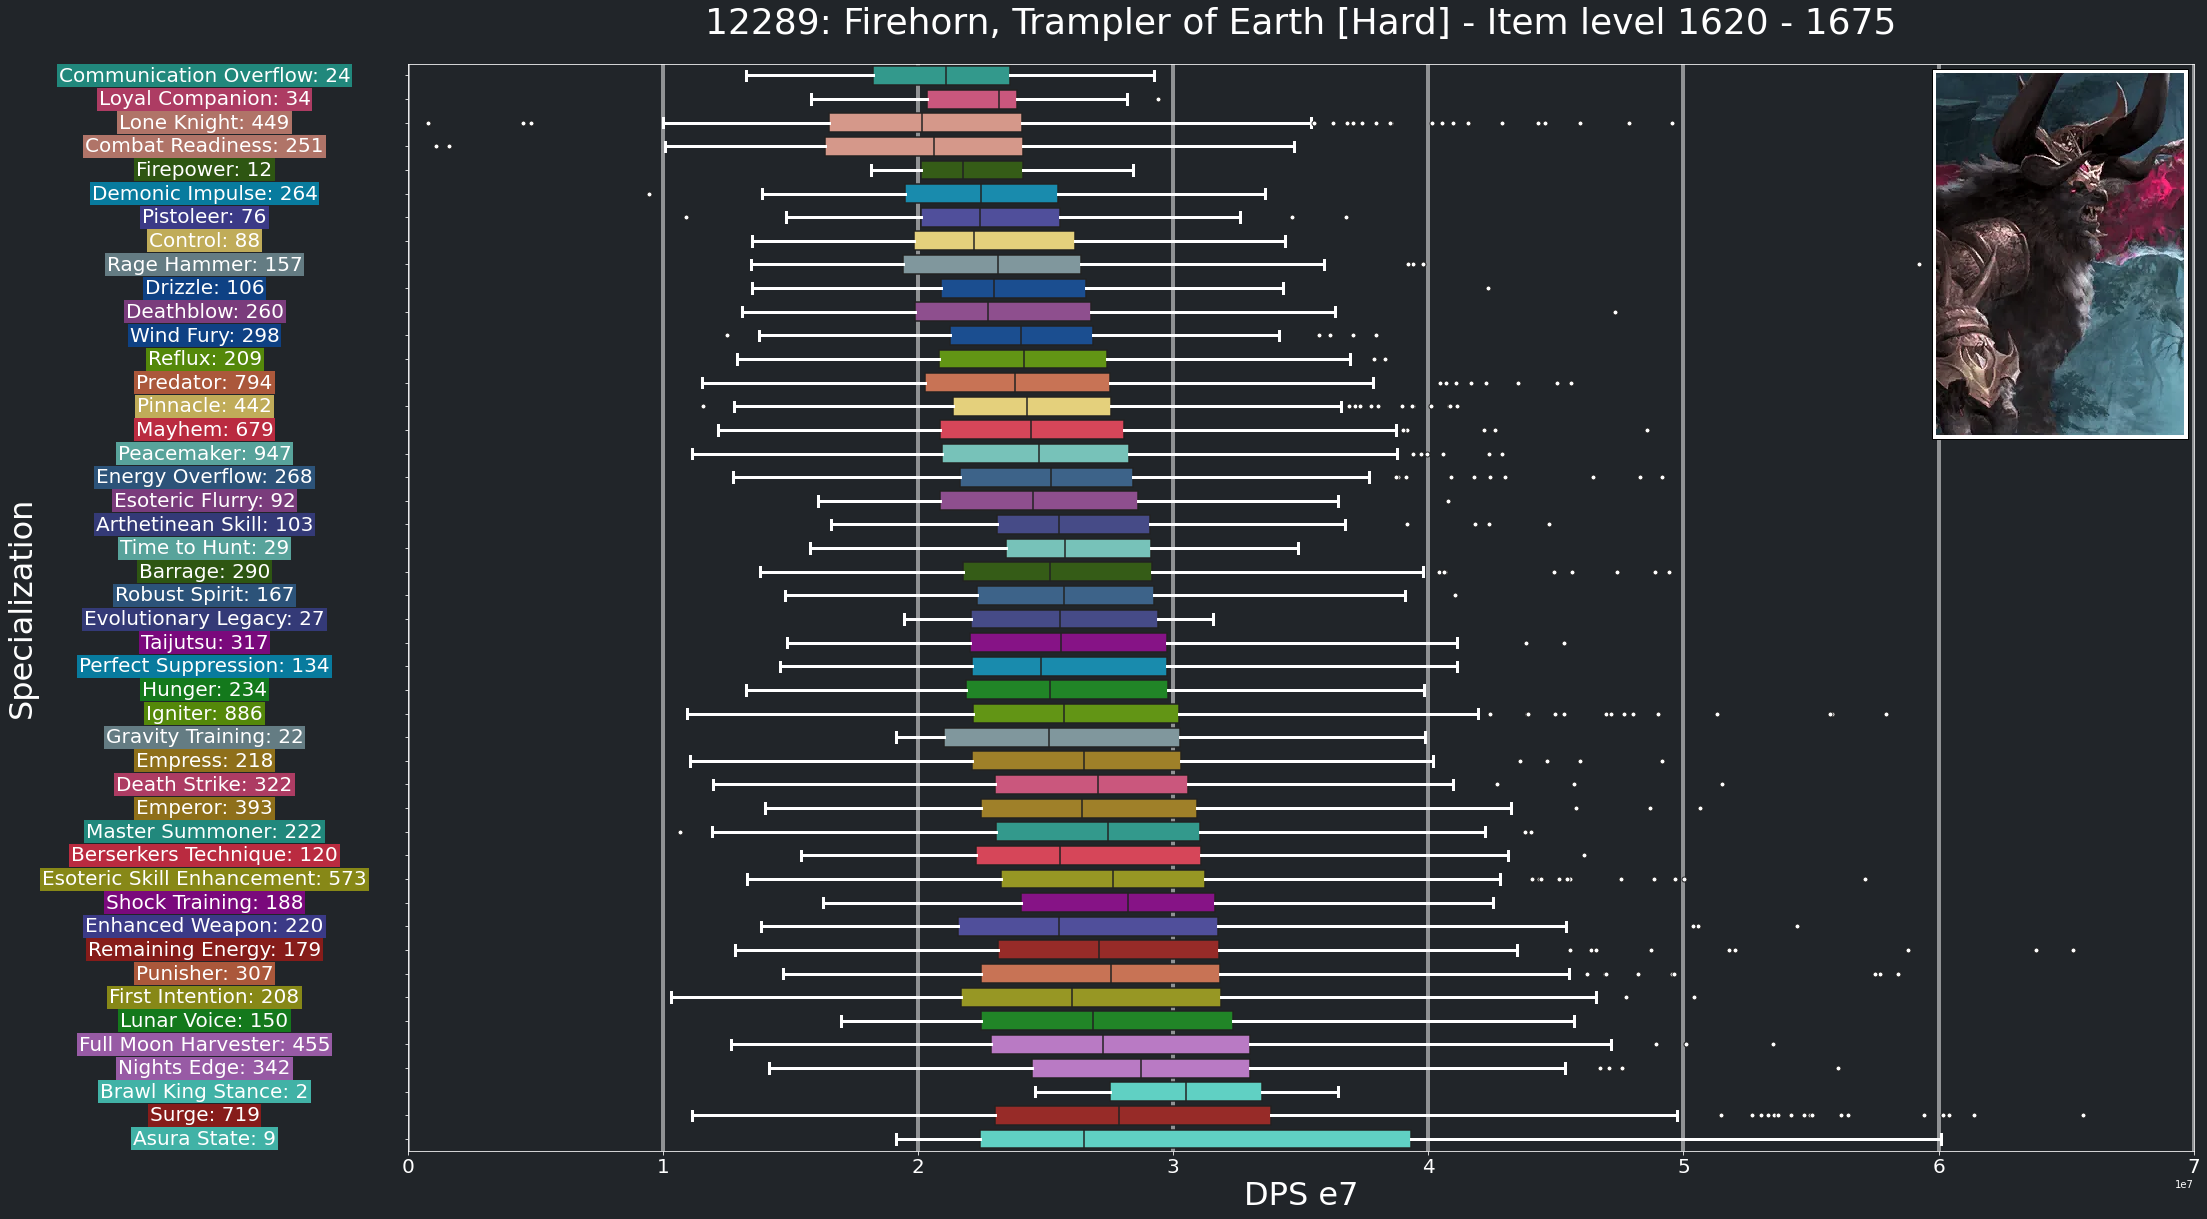 12289: Firehorn, Trampler of Earth [Hard] - Item level 1620 - 1675
Communication Overflow: 24
Loyal Companion: 34
Lone Knight: 449
Combat Readiness: 251
Firepower: 12
Demonic Impulse: 264
Pistoleer: 76
Control: 88
Rage Hammer: 157
Drizzle: 106
Deathblow: 260
Wind Fury: 298
Reflux: 209
Predator: 794
Pinnacle: 442
Mayhem: 679
Peacemaker: 947
Energy Overflow: 268
Esoteric Flurry: 92
Arthetinean Skill: 103
Time to Hunt: 29
Barrage: 290
Robust Spirit: 167
Evolutionary Legacy: 27
Taijutsu: 317
Perfect Suppression: 134
Hunger: 234
Igniter: 886
Gravity Training: 22
Empress: 218
Death Strike: 322
Emperor: 393
Master Summoner: 222
Berserkers Technique: 120
Esoteric Skill Enhancement: 573
Shock Training: 188
Enhanced Weapon: 220
Remaining Energy: 179
Punisher: 307
First Intention: 208
Lunar Voice: 150
Full Moon Harvester: 455
Nights Edge: 342
Brawl King Stance: 2
Surge: 719
Asura State: 9
Specialization
0 1 2 3 4 5 6 7
1e7
DPS e7